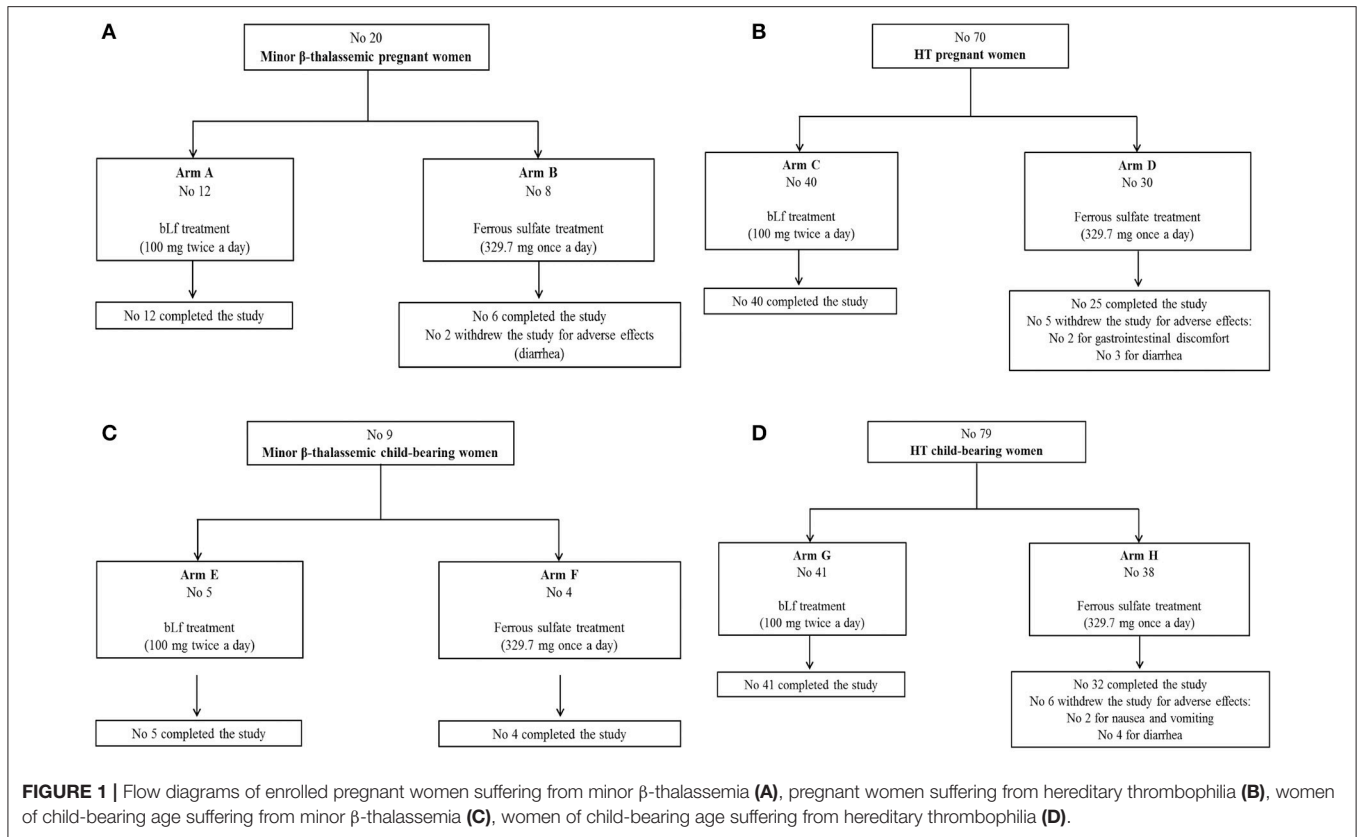 A
No 20
Minor β-thalassemic pregnant women
Arm A
No 12
bLf treatment
(100 mg twice a day)
No 12 completed the study
Arm B
No 8
Ferrous sulfate treatment
(329.7 mg once a day)
No 6 completed the study
No 2 withdrew the study for adverse effects
(diarrhea)
B
No 70
HT pregnant women
Arm C
No 40
bLf treatment
(100 mg twice a day)
No 40 completed the study
Arm D
No 30
Ferrous sulfate treatment
(329.7 mg once a day)
No 25 completed the study
No 5 withdrew the study for adverse effects:
No 2 for gastrointestinal discomfort
No 3 for diarrhea
C
No 9
Minor β-thalassemic child-bearing women
Arm E
No 5
bLf treatment
(100 mg twice a day)
No 5 completed the study
Arm F
No 4
Ferrous sulfate treatment
(329.7 mg once a day)
No 4 completed the study
D
No 79
HT child-bearing women
Arm G
No 41
bLf treatment
(100 mg twice a day)
No 41 completed the study
Arm H
No 38
Ferrous sulfate treatment
(329.7 mg once a day)
No 32 completed the study
No 6 withdrew the study for adverse effects:
No 2 for nausea and vomiting
No 4 for diarrhea
FIGURE 1 | Flow diagrams of enrolled pregnant women suffering from minor β-thalassemia (A), pregnant women suffering from hereditary thrombophilia (B), women
of child-bearing age suffering from minor β-thalassemia (C), women of child-bearing age suffering from hereditary thrombophilia (D).